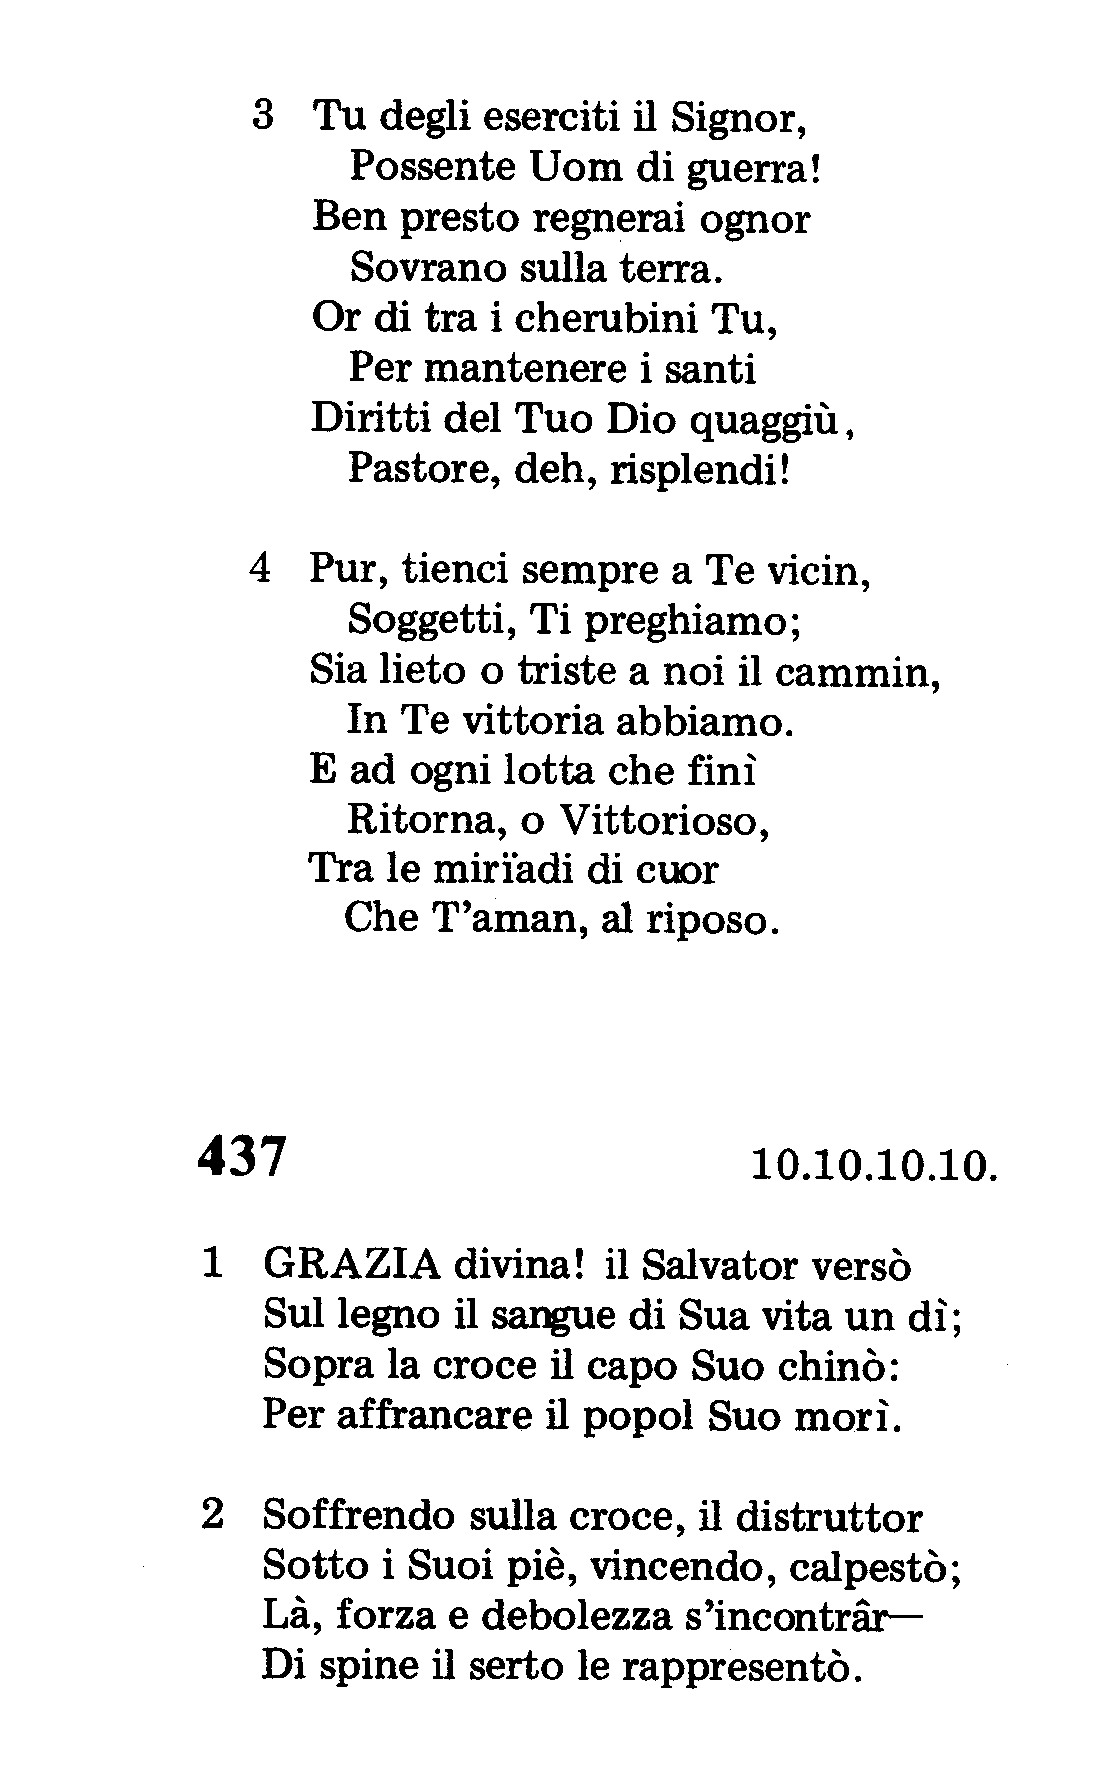 3 Tu degli eserciti il Signor,
Possente Uom di guerra!
Ben presto regnerai ognor
Sovrano sulla terra.
Or di tra i cherubini Tu,
Per mantenere i santi
Diritti del Tuo Dio quaggiù,
Pastore, deh, risplendi!
4 Pur, tienci sempre a Te vicin,
Soggetti, Ti preghiamo;
Sia lieto o triste a noi il cammin,
In Te vittoria abbiamo.
E ad ogni lotta che finì
Ritorna, o Vittorioso,
Tra le mirïadi di cuor
Che T'aman, al riposo.
437 10.10.10.10.
1 GRAZIA divina! il Salvator versò
Sul legno il sangue di Sua vita un dì;
Sopra la croce il capo Suo chinò:
Per affrancare il popol Suo morì.
2 Soffrendo sulla croce, il distruttor
Sotto i Suoi piè, vincendo, calpestò;
Là, forza e debolezza s'incontrâr—
Di spine il serto le rappresentò.